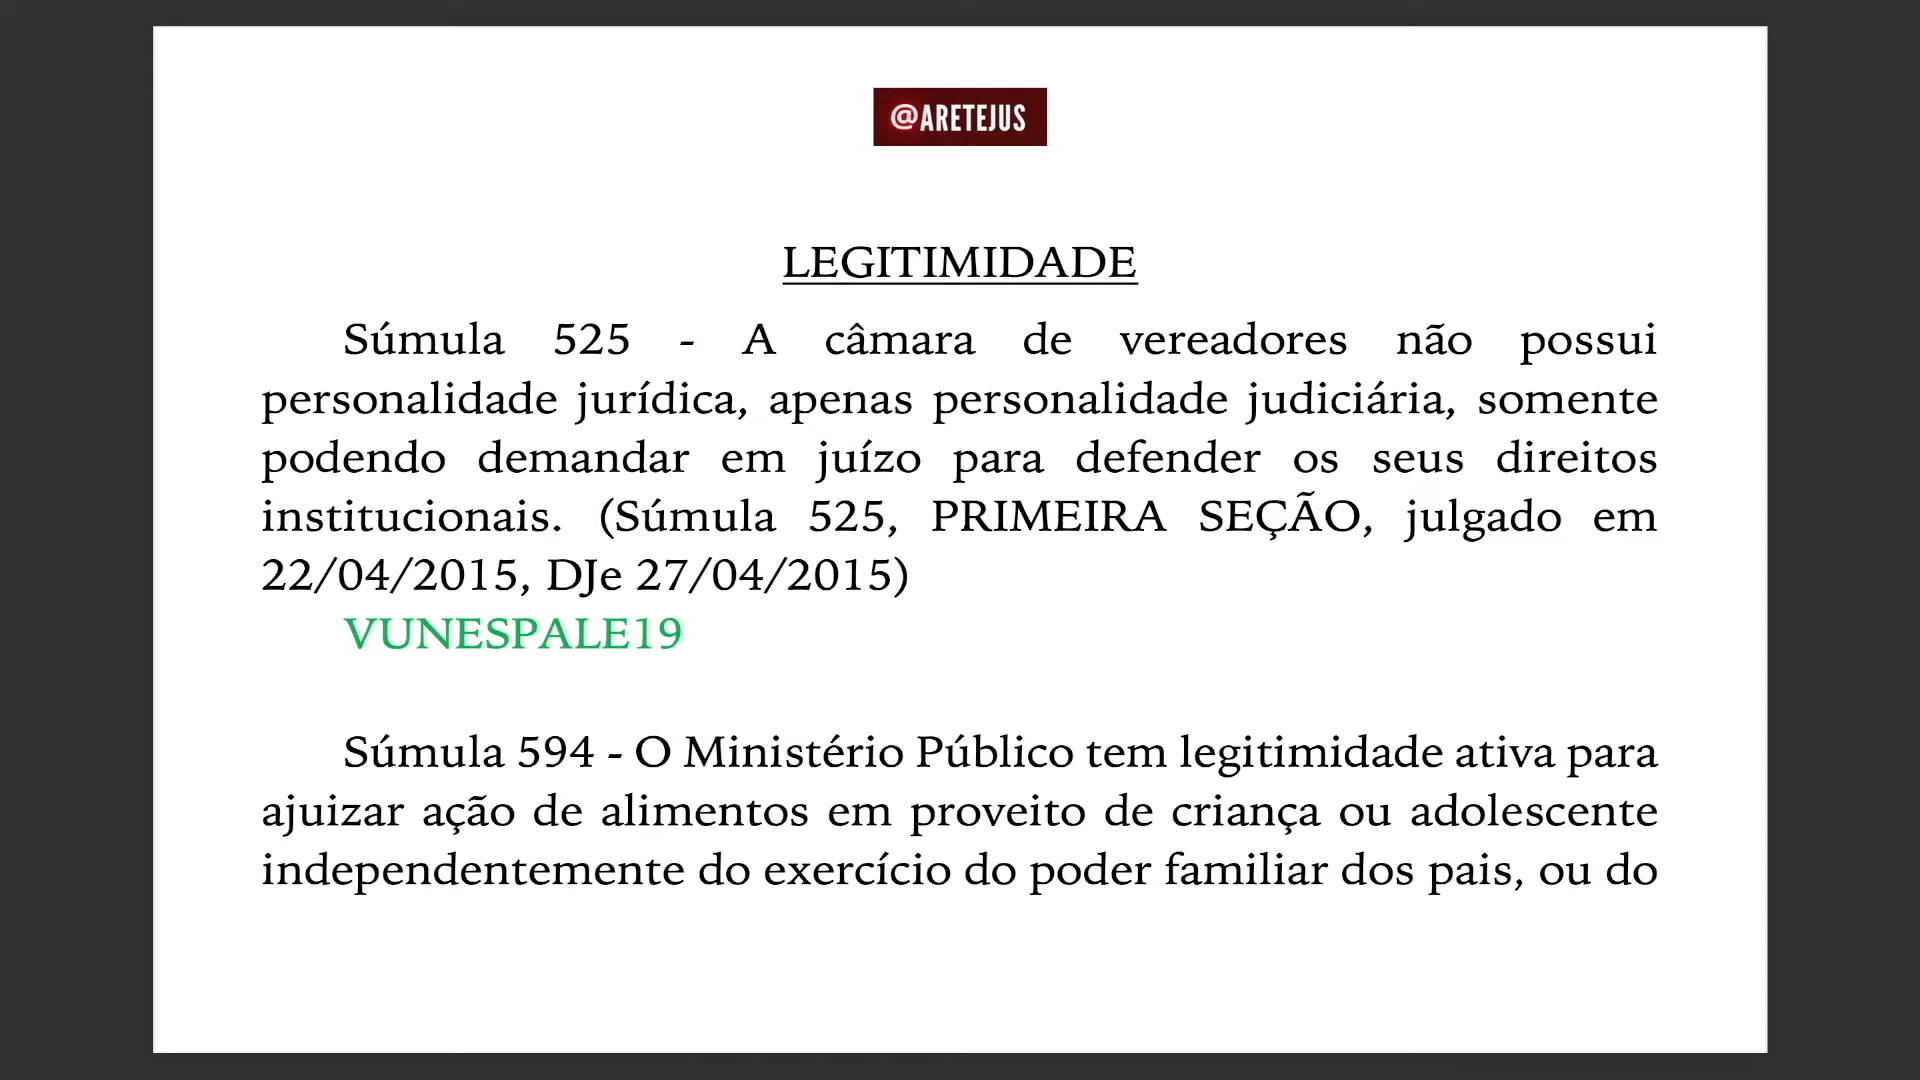 @ARETEJUS
LEGITIMIDADE
Súmula 525 - A câmara de vereadores não possui
personalidade jurídica, apenas personalidade judiciária, somente
podendo demandar em juízo para defender os seus direitos
institucionais. (Súmula 525, PRIMEIRA SEÇÃO, julgado em
22/04/2015, DJe 27/04/2015)
VUNESPALE19
Súmula 594 - O Ministério Público tem legitimidade ativa para
ajuizar ação de alimentos em proveito de criança ou adolescente
independentemente do exercício do poder familiar dos pais, ou do